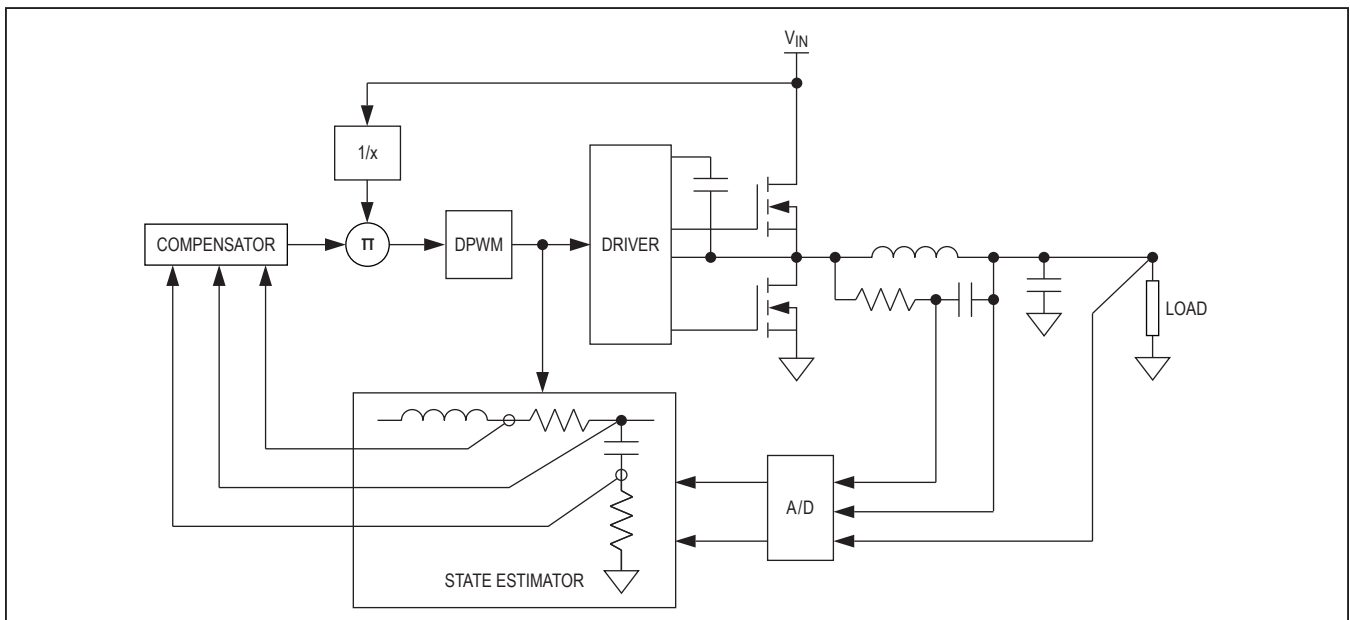 VIN
1/x
COMPENSATOR
π
DPWM
DRIVER
LOAD
A/D
STATE ESTIMATOR